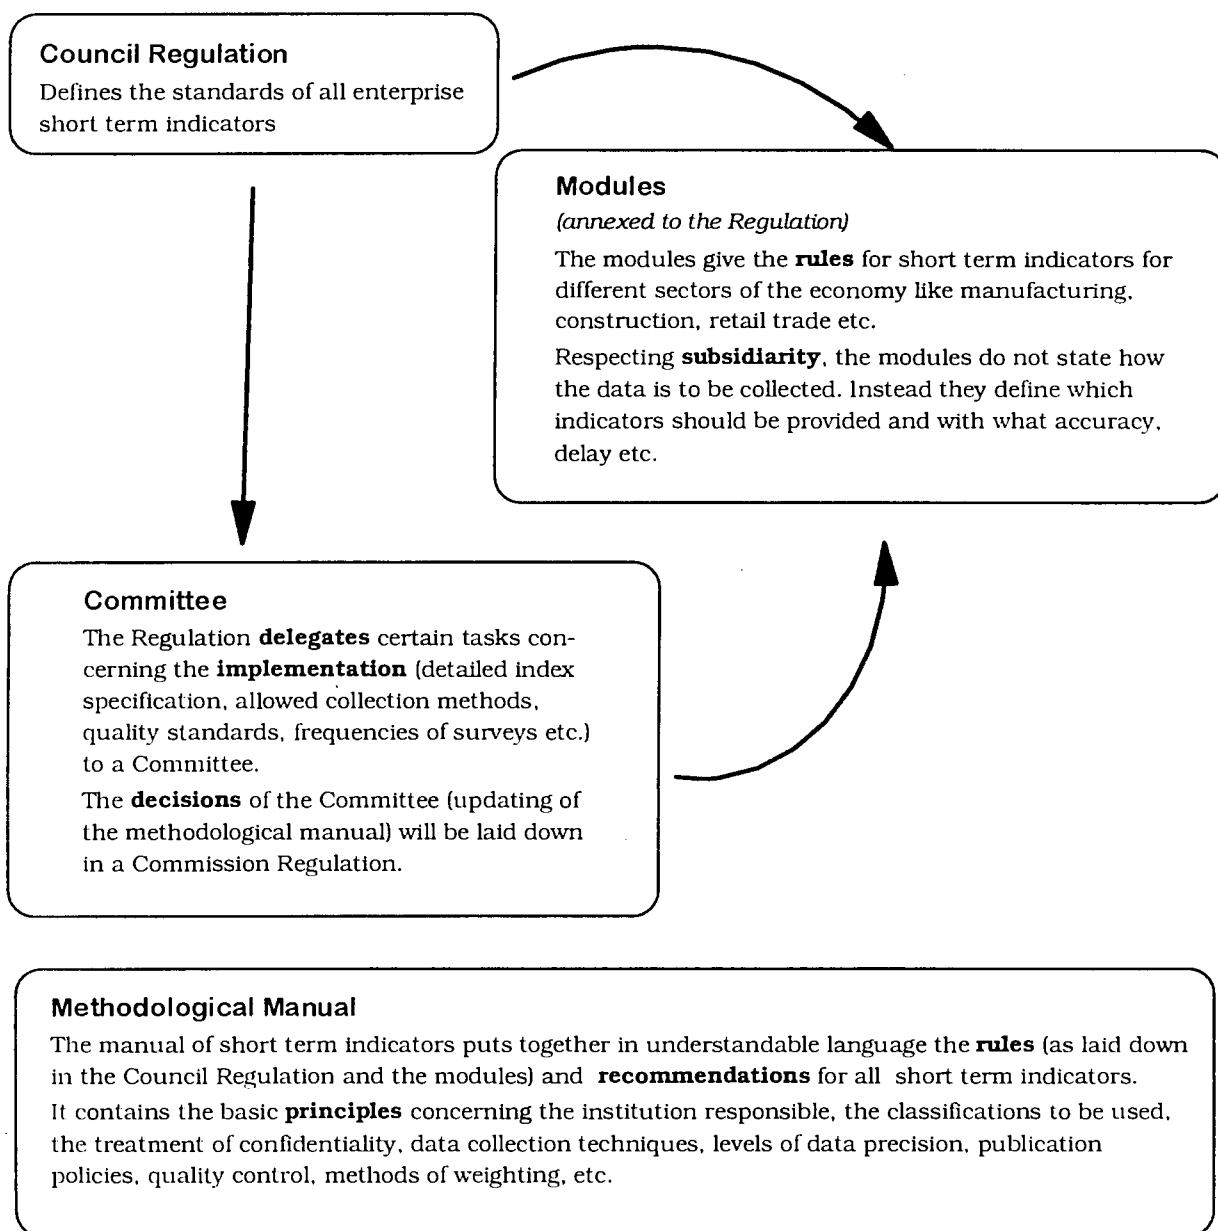 Council Regulation
Defines the standards of all enterprise
short term indicators
Modules
(annexed to the Regulation)
The modules give the rules for short term indicators for
different sectors of the economy like manufacturing,
construction, retail trade etc.
Respecting subsidiarity, the modules do not state how
the data is to be collected. Instead they define which
indicators should be provided and with what accuracy,
delay etc.
Committee
The Regulation delegates certain tasks con-
cerning the implementation (detailed index
specification, allowed collection methods,
quality standards, frequencies of surveys etc.)
to a Committee.
The decisions of the Committee (updating of
the methodological manual) will be laid down
in a Commission Regulation.
Methodological Manual
The manual of short term indicators puts together in understandable language the rules (as laid down
in the Council Regulation and the modules) and recommendations for all short term indicators.
It contains the basic principles concerning the institution responsible, the classifications to be used,
the treatment of confidentiality, data collection techniques, levels of data precision, publication
policies, quality control, methods of weighting, etc.